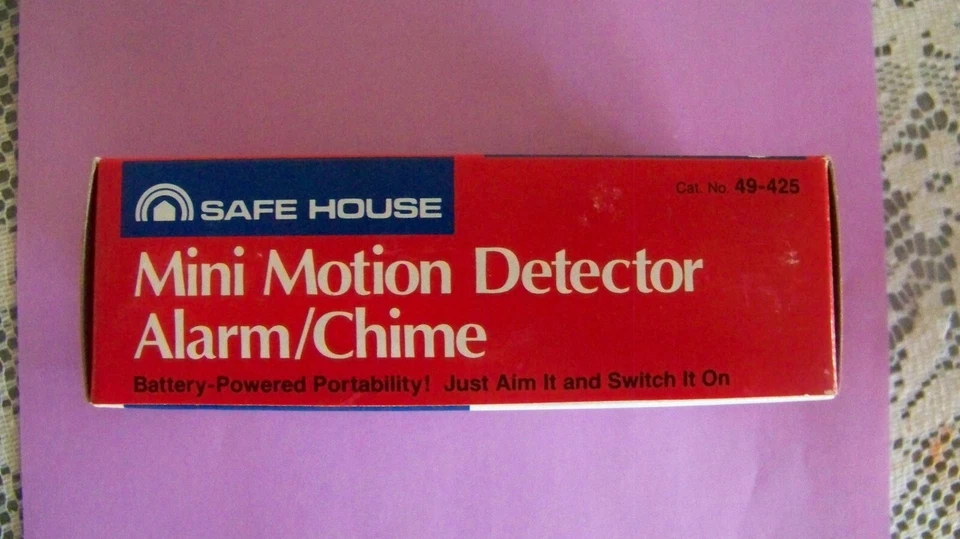 SAFE HOUSE
Cat. No. 49-425
Mini Motion Detector
Alarm/Chime
Battery-Powered Portability! Just Aim It and Switch It On